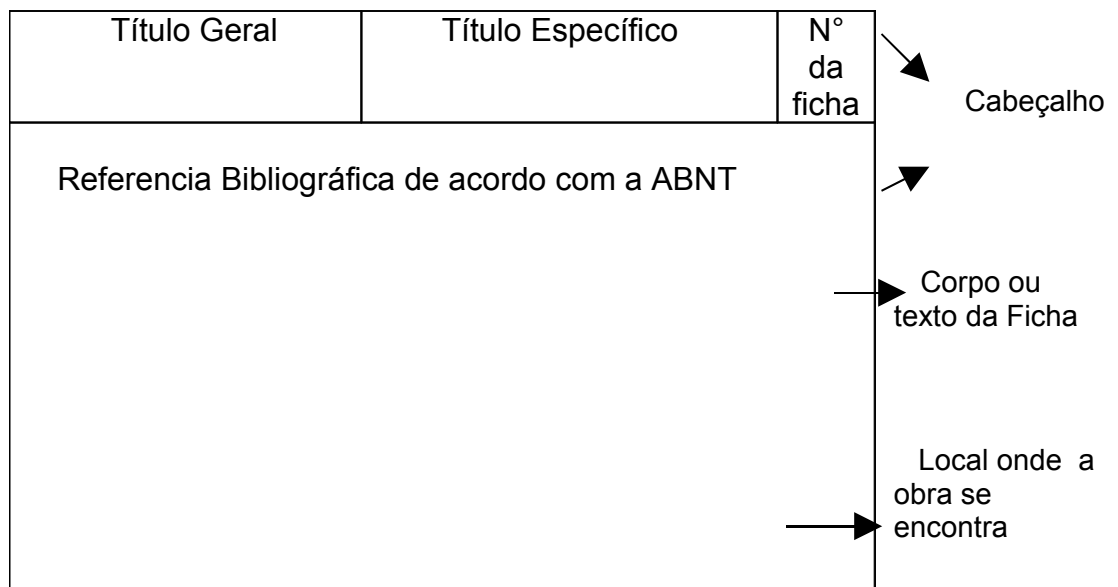 Título Geral
Título Específico
N°
da
ficha
Cabeçalho
Referencia Bibliográfica de acordo com a ABNT
Corpo ou
texto da Ficha
Local onde a
obra se
encontra